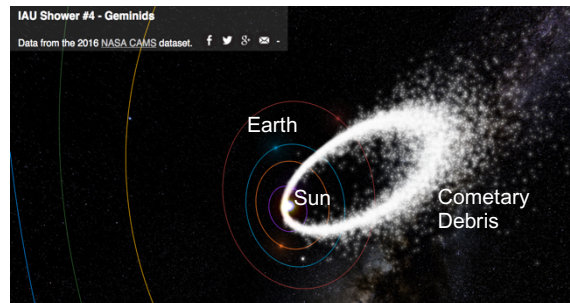 IAU Shower #4 - Geminids
Data from the 2016 NASA CAMS dataset.
Earth
Sun
Cometary
Debris